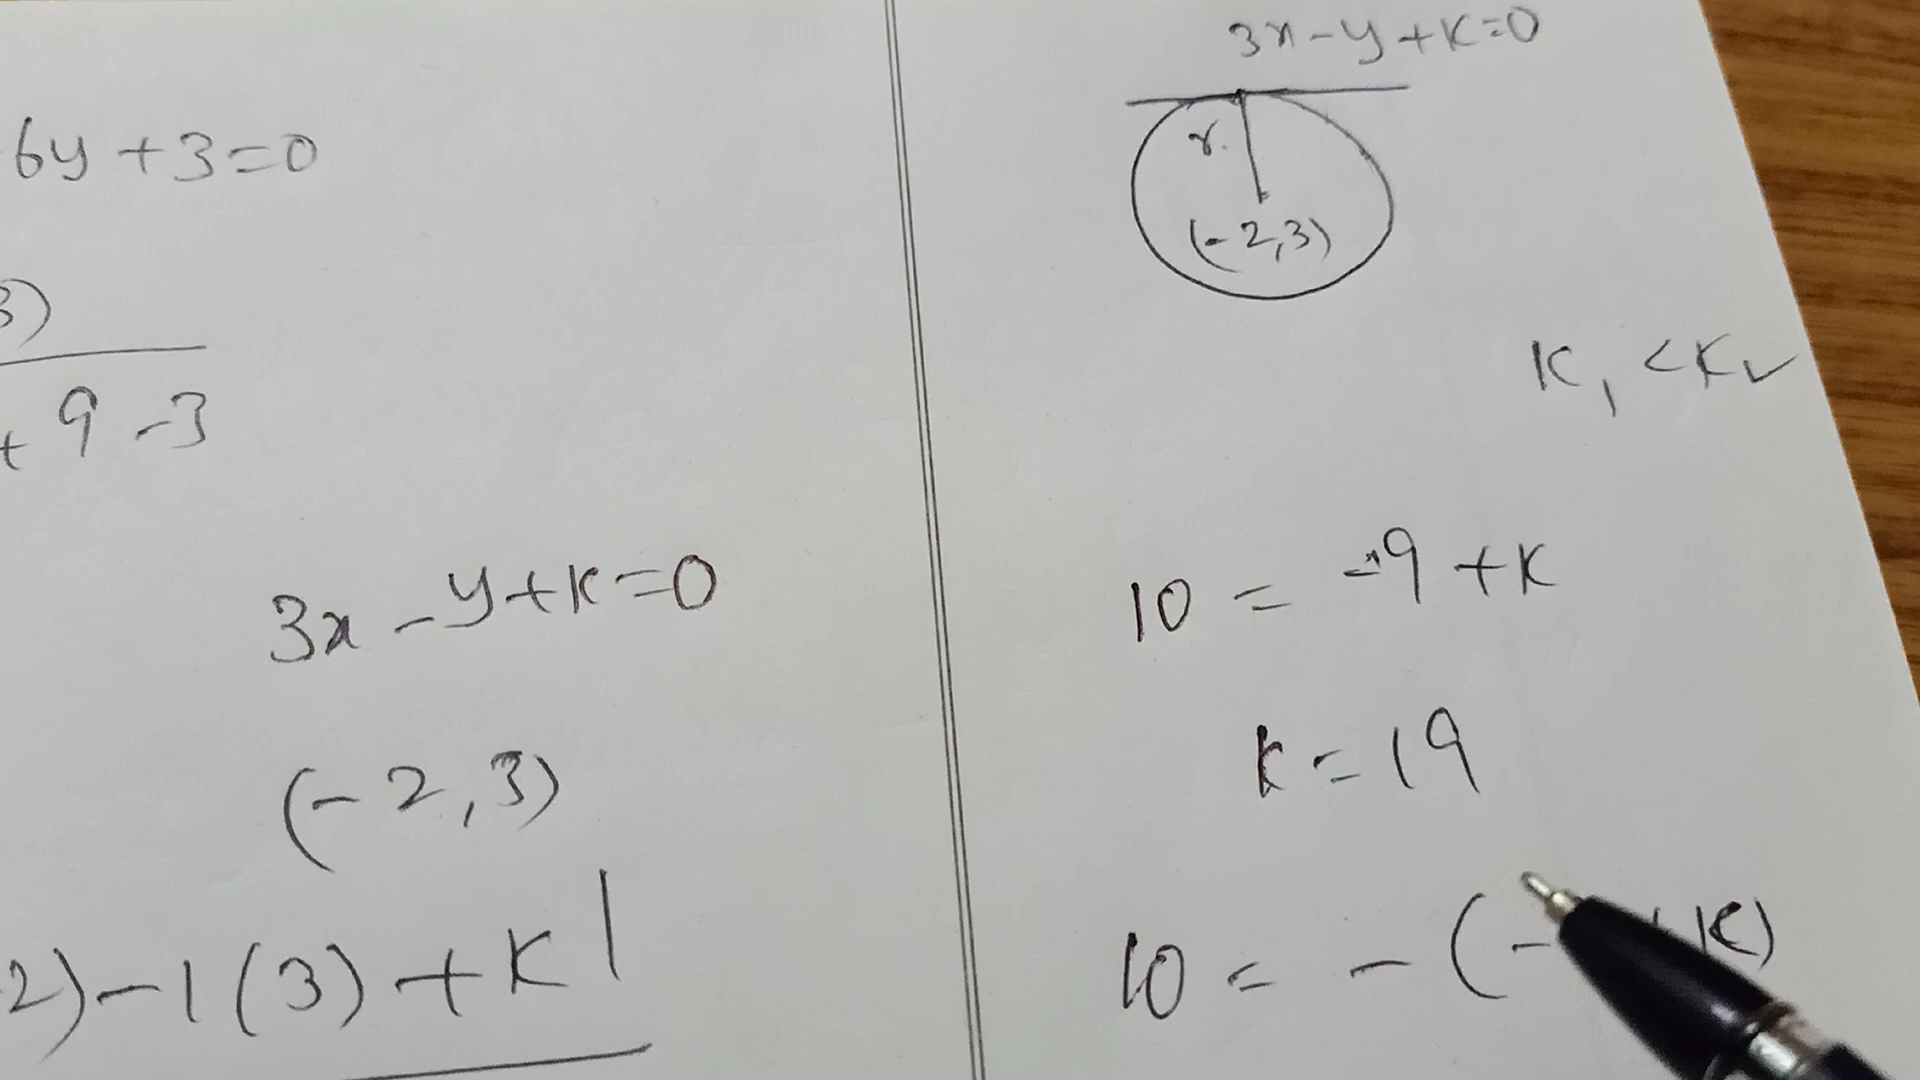 6y + 3 = 0
3)
+ 9 - 3
3x - y + k = 0
(-2, 3)
2) - 1 (3) + k |
3x - y + k = 0
r.
(-2, 3)
k₁ < k₂
10 = -9 + k
k = 19
10 = - (- + k)